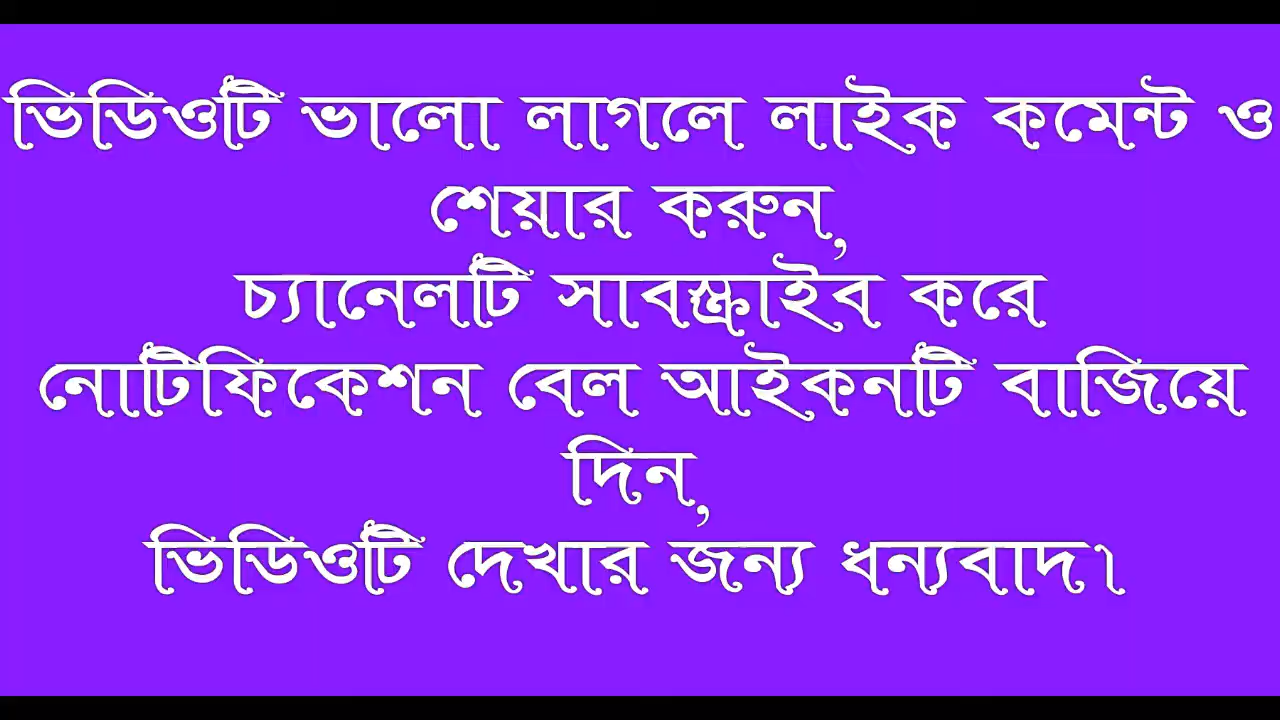 ভিডিওটি ভালো লাগলে লাইক কমেন্ট ও
শেয়ার করুন,
চ্যানেলটি সাবস্ক্রাইব করে
নোটিফিকেশন বেল আইকনটি বাজিয়ে
দিন,
ভিডিওটি দেখার জন্য ধন্যবাদ।